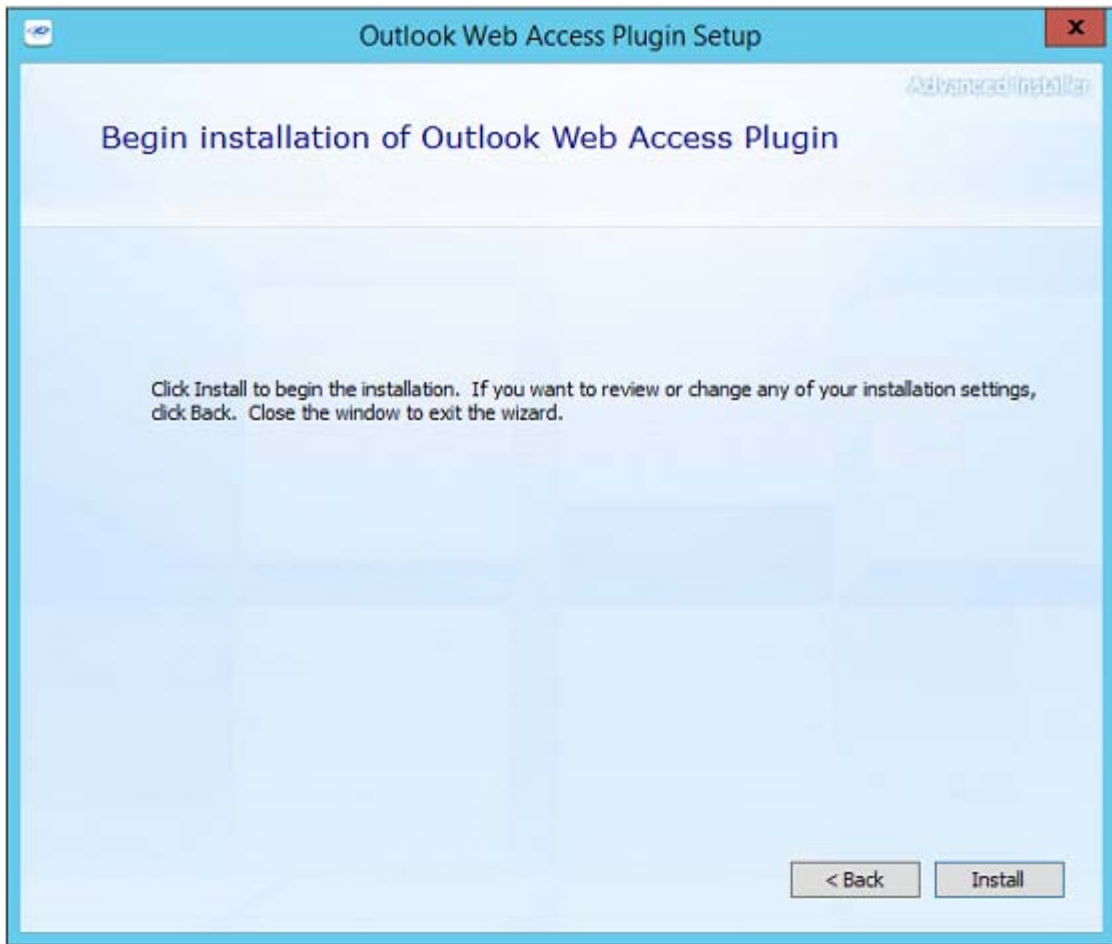 Outlook Web Access Plugin Setup
x
Advanced Installer
Begin installation of Outlook Web Access Plugin
Click Install to begin the installation.  If you want to review or change any of your installation settings,
click Back.  Close the window to exit the wizard.
< Back
Install